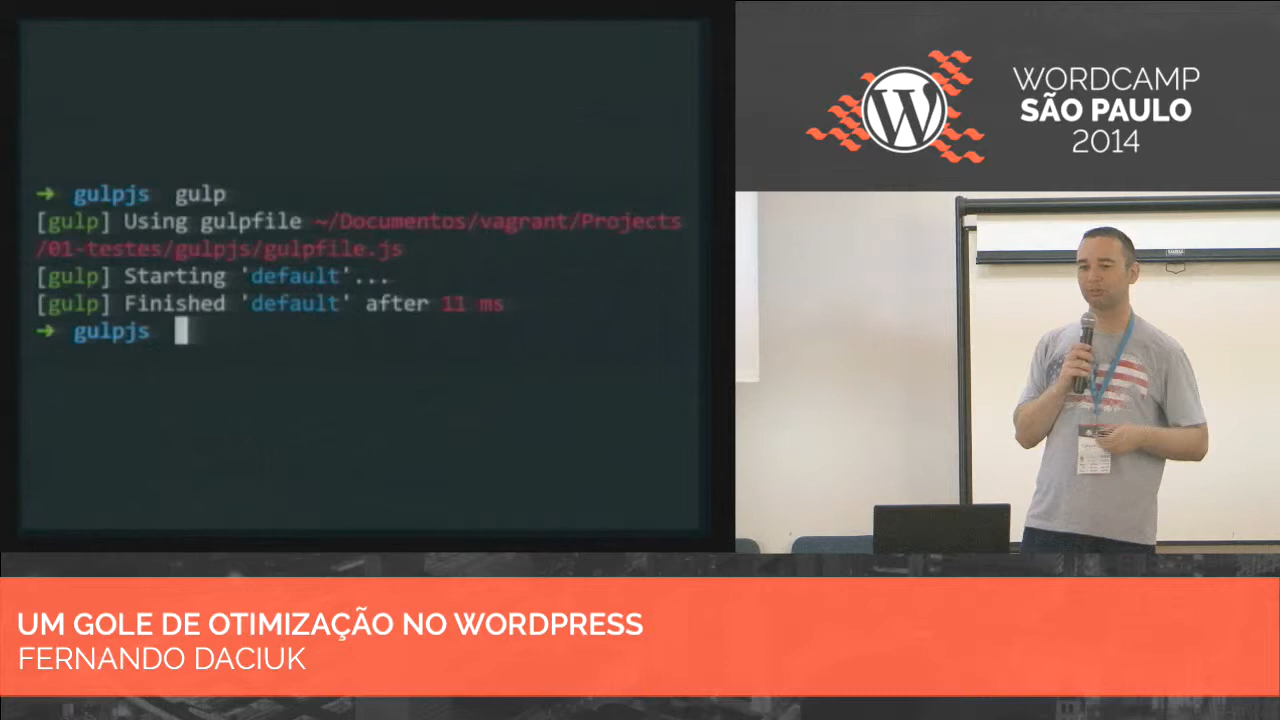 ➜ gulpjs gulp
[gulp] Using gulpfile ~/Documentos/vagrant/Projects
/01-testes/gulpjs/gulpfile.js
[gulp] Starting 'default'...
[gulp] Finished 'default' after 11 ms
➜ gulpjs
WORDCAMP
SÃO PAULO
2014
UM GOLE DE OTIMIZAÇÃO NO WORDPRESS
FERNANDO DACIUK